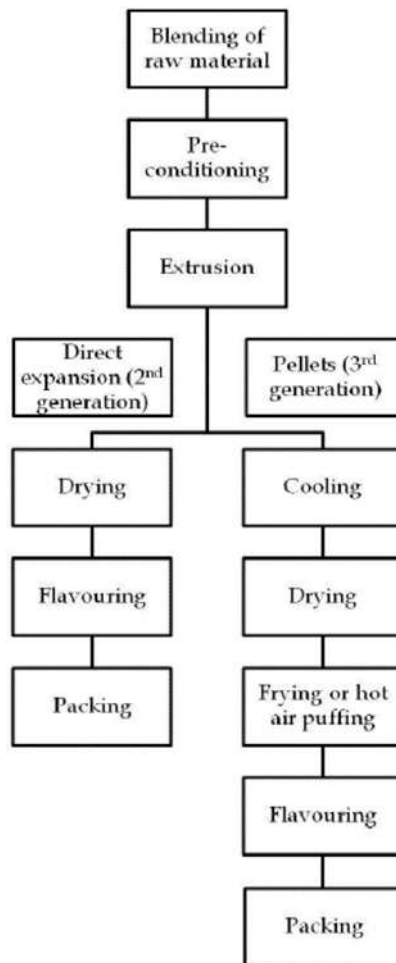 Blending of
raw material
Pre-
conditioning
Extrusion
Direct
expansion (2nd
generation)
Pellets (3rd
generation)
Drying
Flavouring
Packing
Cooling
Drying
Frying or hot
air puffing
Flavouring
Packing